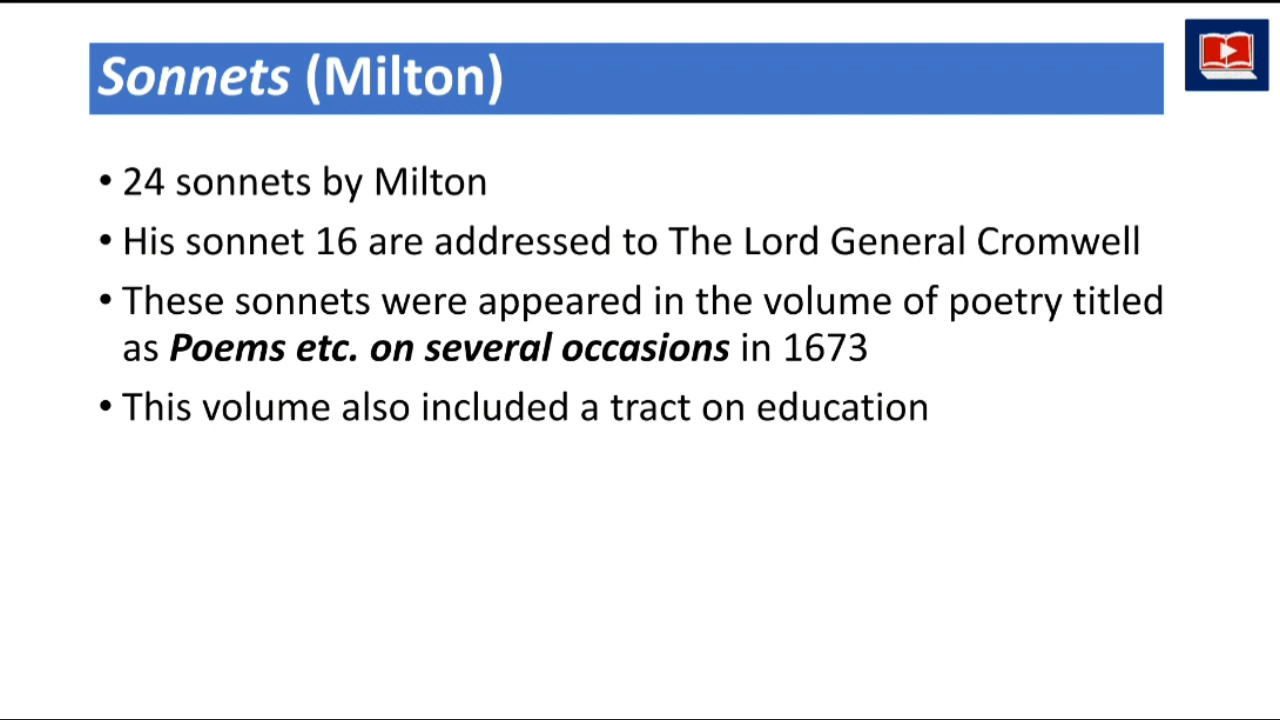 Sonnets (Milton)
• 24 sonnets by Milton
• His sonnet 16 are addressed to The Lord General Cromwell
• These sonnets were appeared in the volume of poetry titled
as Poems etc. on several occasions in 1673
• This volume also included a tract on education